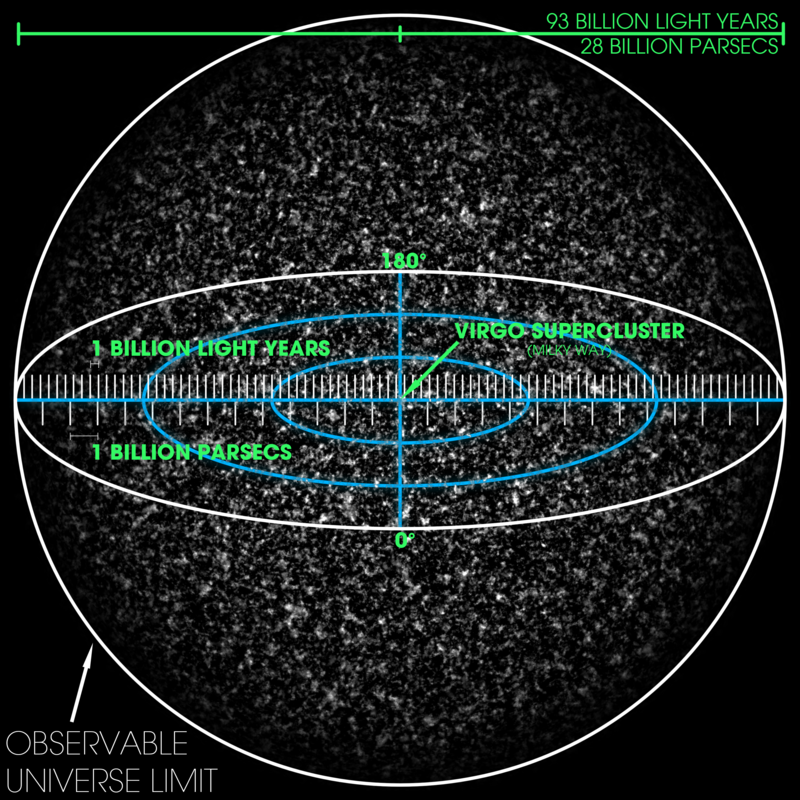 93 BILLION LIGHT YEARS
28 BILLION PARSECS
180°
VIRGO SUPERCLUSTER
(MILKY WAY)
1 BILLION LIGHT YEARS
1 BILLION PARSECS
0°
OBSERVABLE
UNIVERSE LIMIT